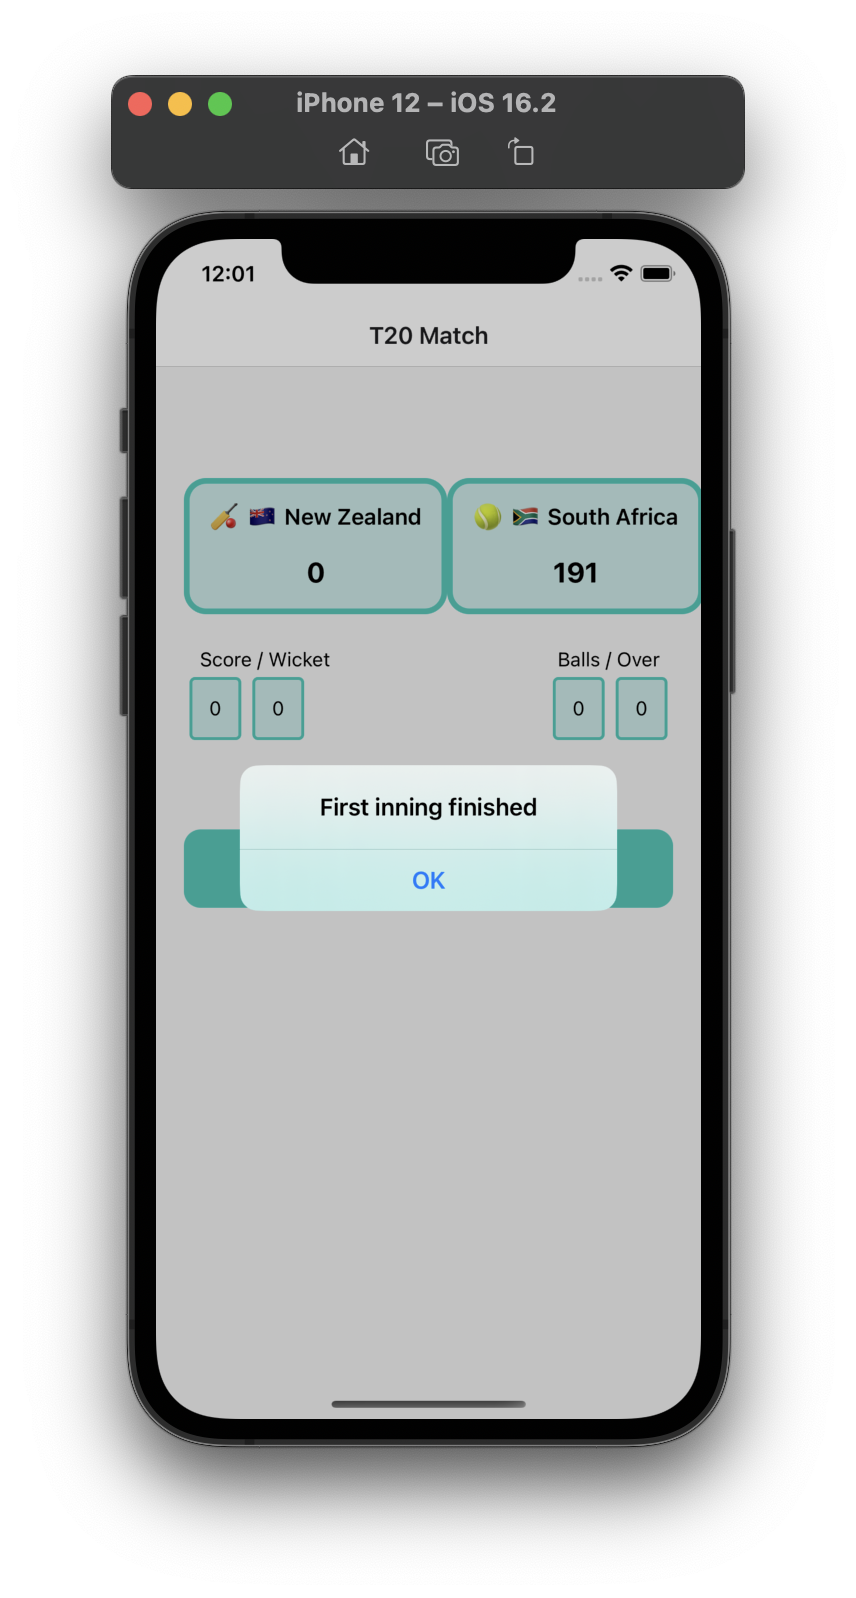 iPhone 12 – iOS 16.2
12:01
T20 Match
New Zealand
South Africa
0
191
Score / Wicket
Balls / Over
0 0
0 0
First inning finished
OK